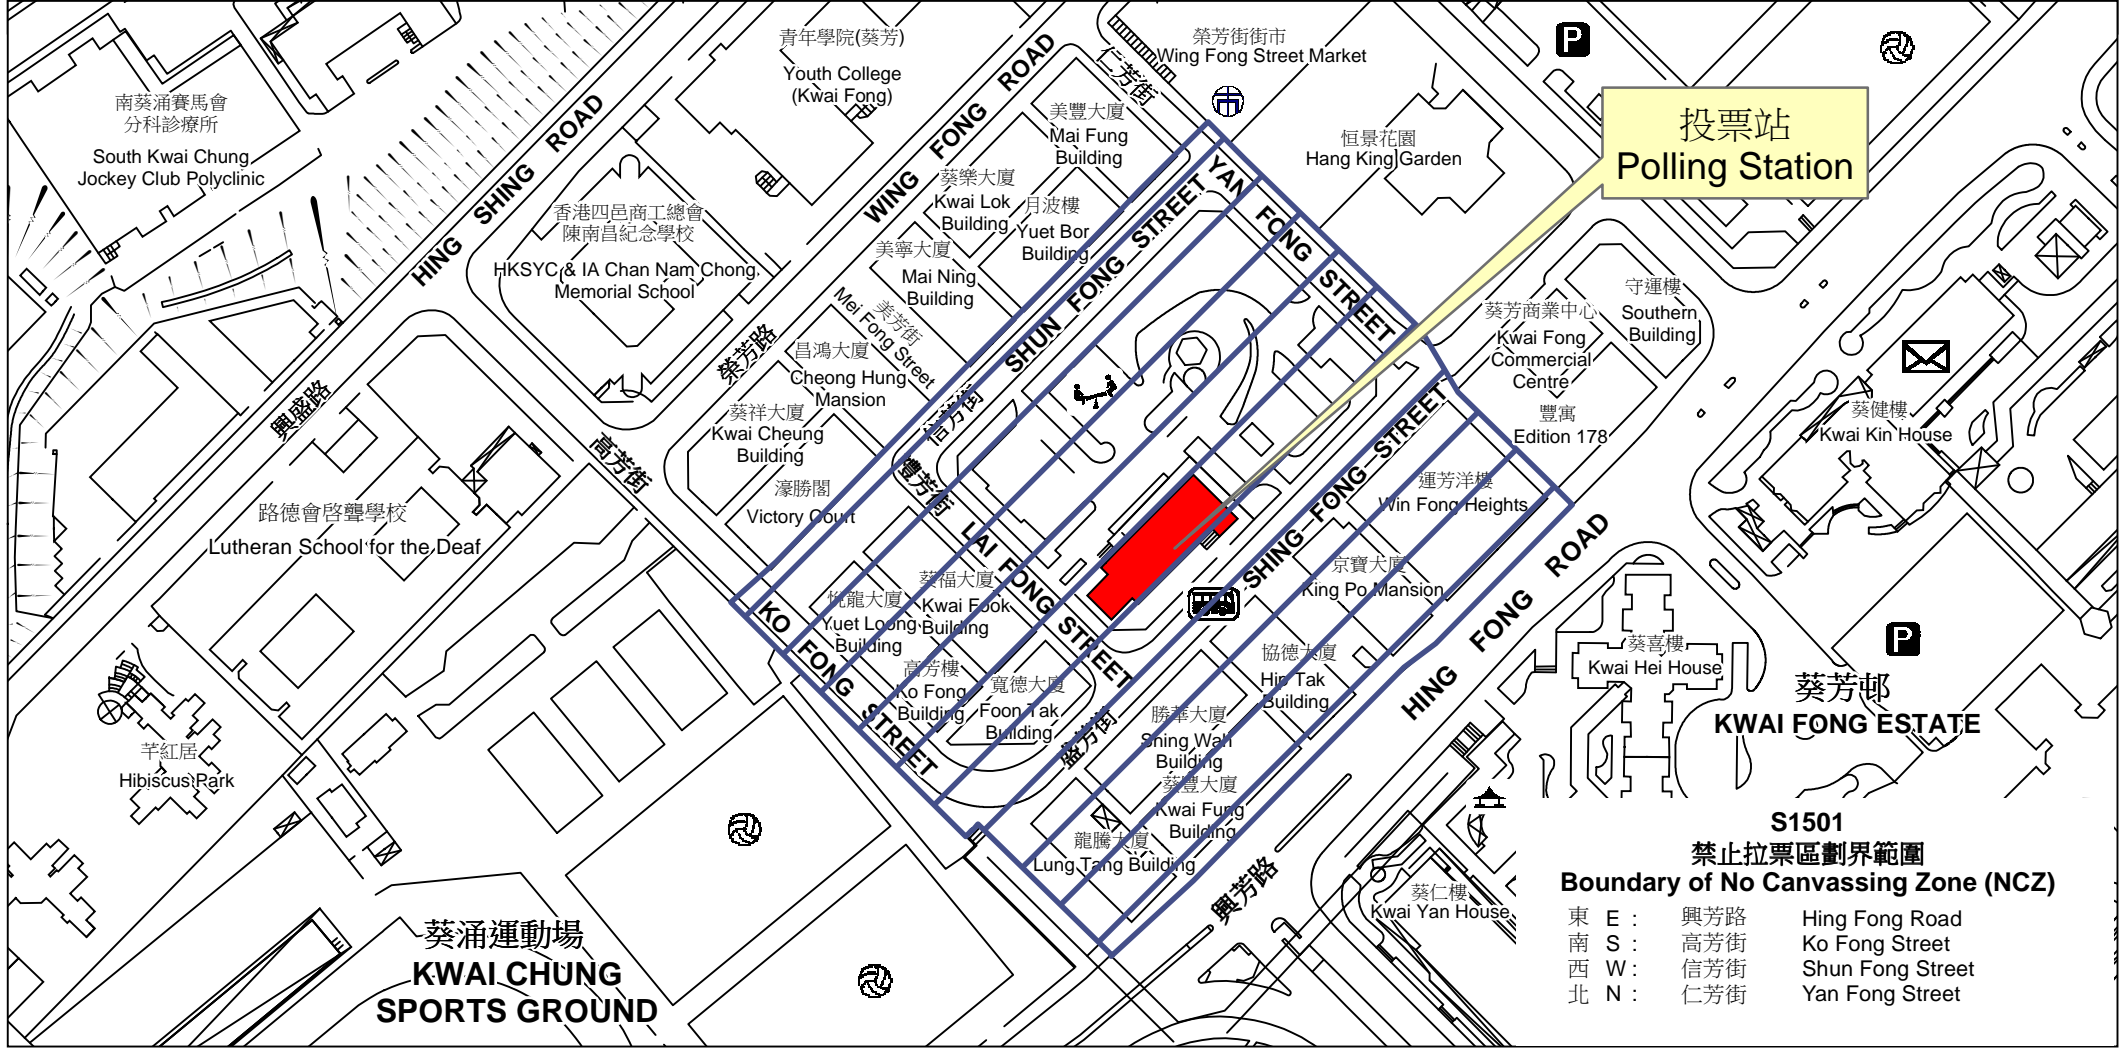 南葵涌賽馬會
分科診療所
South Kwai Chung
Jockey Club Polyclinic
HING SHING ROAD
興盛路
青年學院(葵芳)
Youth College
(Kwai Fong)
WING FONG ROAD
榮芳路
仁芳街
榮芳街街市
Wing Fong Street Market
P
投票站
Polling Station
香港四邑商工總會
陳南昌紀念學校
HKSYC & IA Chan Nam Chong
Memorial School
美豐大廈
Mai Fung
Building
葵樂大廈
Kwai Lok
Building
月波樓
Yuet Bor
Building
美寧大廈
Mai Ning
Building
美芳街
Mei Fong Street
昌鴻大廈
Cheong Hung
Mansion
葵祥大廈
Kwai Cheung
Building
濠勝閣
Victory Court
恒景花園
Hang King Garden
YAN FONG STREET
SHUN FONG STREET
信芳街
葵芳商業中心
Kwai Fong
Commercial
Centre
守運樓
Southern
Building
豐寓
Edition 178
葵健樓
Kwai Kin House
高芳街
路德會啓聾學校
Lutheran School for the Deaf
豊芳街
LAI FONG STREET
SHING FONG STREET
盛芳街
運芳洋樓
Win Fong Heights
京寶大廈
King Po Mansion
協德大廈
Hip Tak
Building
勝華大廈
Shing Wah
Building
葵豐大廈
Kwai Fung
Building
龍騰大廈
Lung Tang Building
悅龍大廈
Yuet Loong
Building
葵福大廈
Kwai Fook
Building
高芳樓
Ko Fong
Building
寬德大廈
Foon Tak
Building
KO FONG STREET
HING FONG ROAD
興芳路
葵喜樓
Kwai Hei House
P
葵芳邨
KWAI FONG ESTATE
葵仁樓
Kwai Yan House
芊紅居
Hibiscus Park
葵涌運動場
KWAI CHUNG
SPORTS GROUND
S1501
禁止拉票區劃界範圍
Boundary of No Canvassing Zone (NCZ)
東 E : 興芳路 Hing Fong Road
南 S : 高芳街 Ko Fong Street
西 W : 信芳街 Shun Fong Street
北 N : 仁芳街 Yan Fong Street